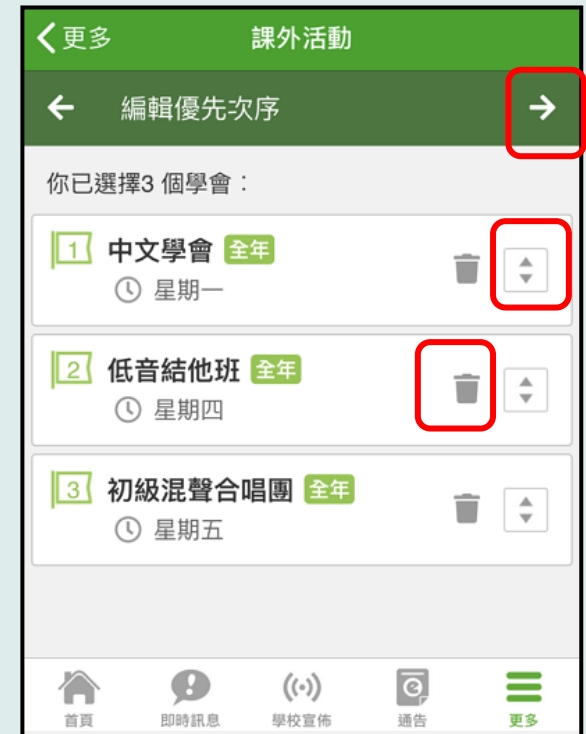 更多 課外活動
編輯優先次序
你已選擇3 個學會：
1 中文學會 全年
星期一
2 低音結他班 全年
星期四
3 初級混聲合唱團 全年
星期五
首頁 即時訊息 學校宣佈 通告 更多